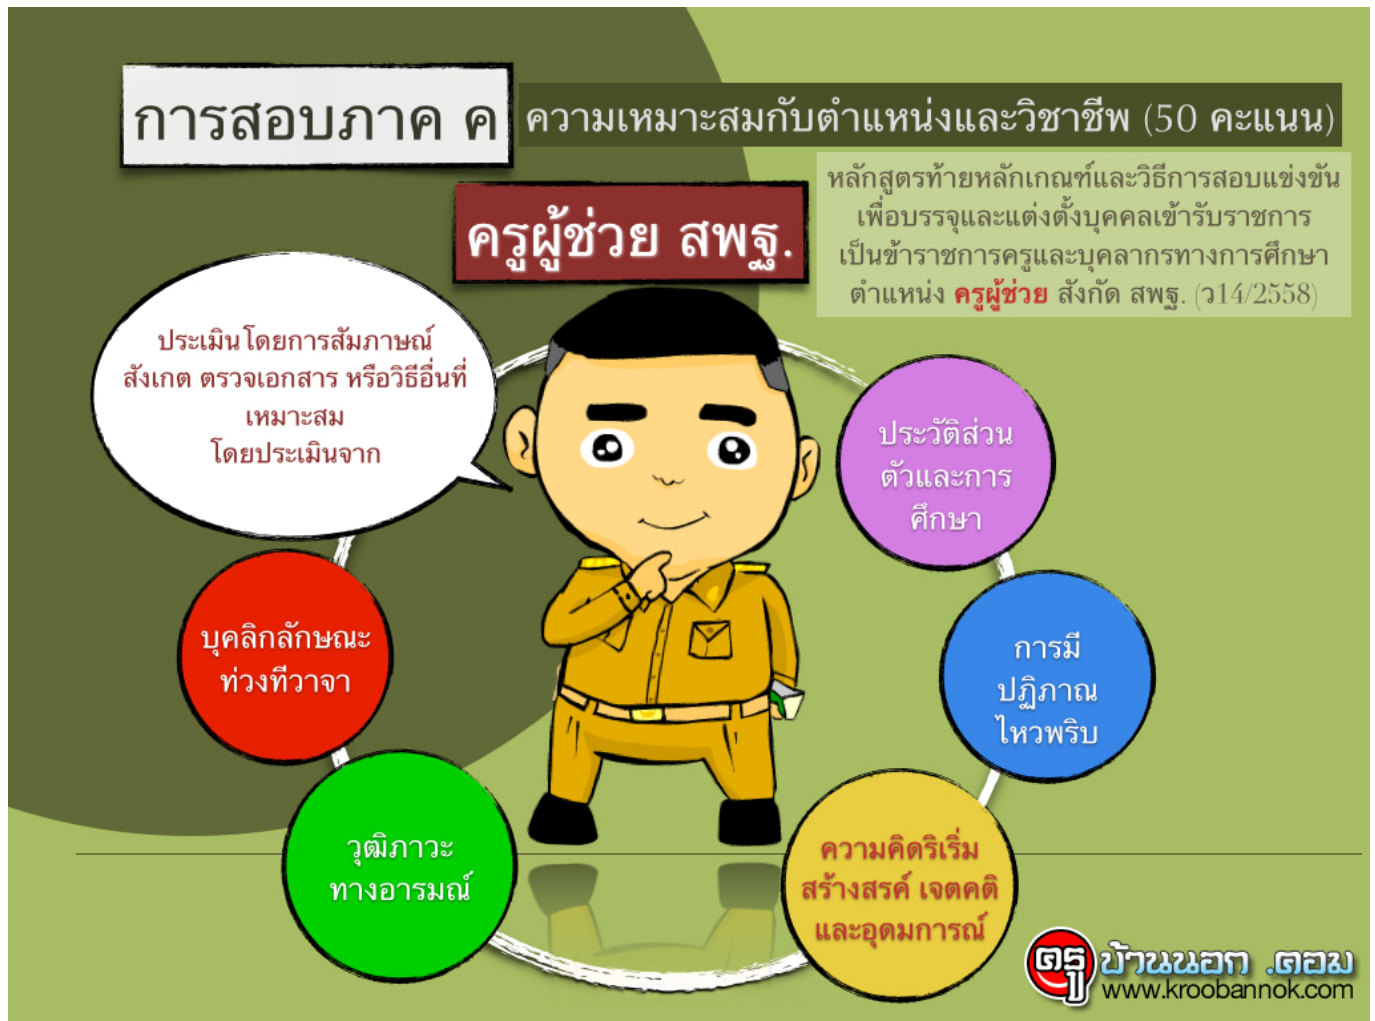 การสอบภาค ค
ความเหมาะสมกับตำแหน่งและวิชาชีพ (50 คะแนน)
ครูผู้ช่วย สพฐ.
หลักสูตรท้ายหลักเกณฑ์และวิธีการสอบแข่งขัน
เพื่อบรรจุและแต่งตั้งบุคคลเข้ารับราชการ
เป็นข้าราชการครูและบุคลากรทางการศึกษา
ตำแหน่ง ครูผู้ช่วย สังกัด สพฐ. (ว14/2558)
ประเมินโดยการสัมภาษณ์
สังเกต ตรวจเอกสาร หรือวิธีอื่นที่
เหมาะสม
โดยประเมินจาก
ประวัติส่วน
ตัวและการ
ศึกษา
การมี
ปฏิภาณ
ไหวพริบ
ความคิดริเริ่ม
สร้างสรค์ เจตคติ
และอุดมการณ์
วุฒิภาวะ
ทางอารมณ์
บุคลิกลักษณะ
ท่วงทีวาจา
ครูบ้านนอก .คอม
www.kroobannok.com